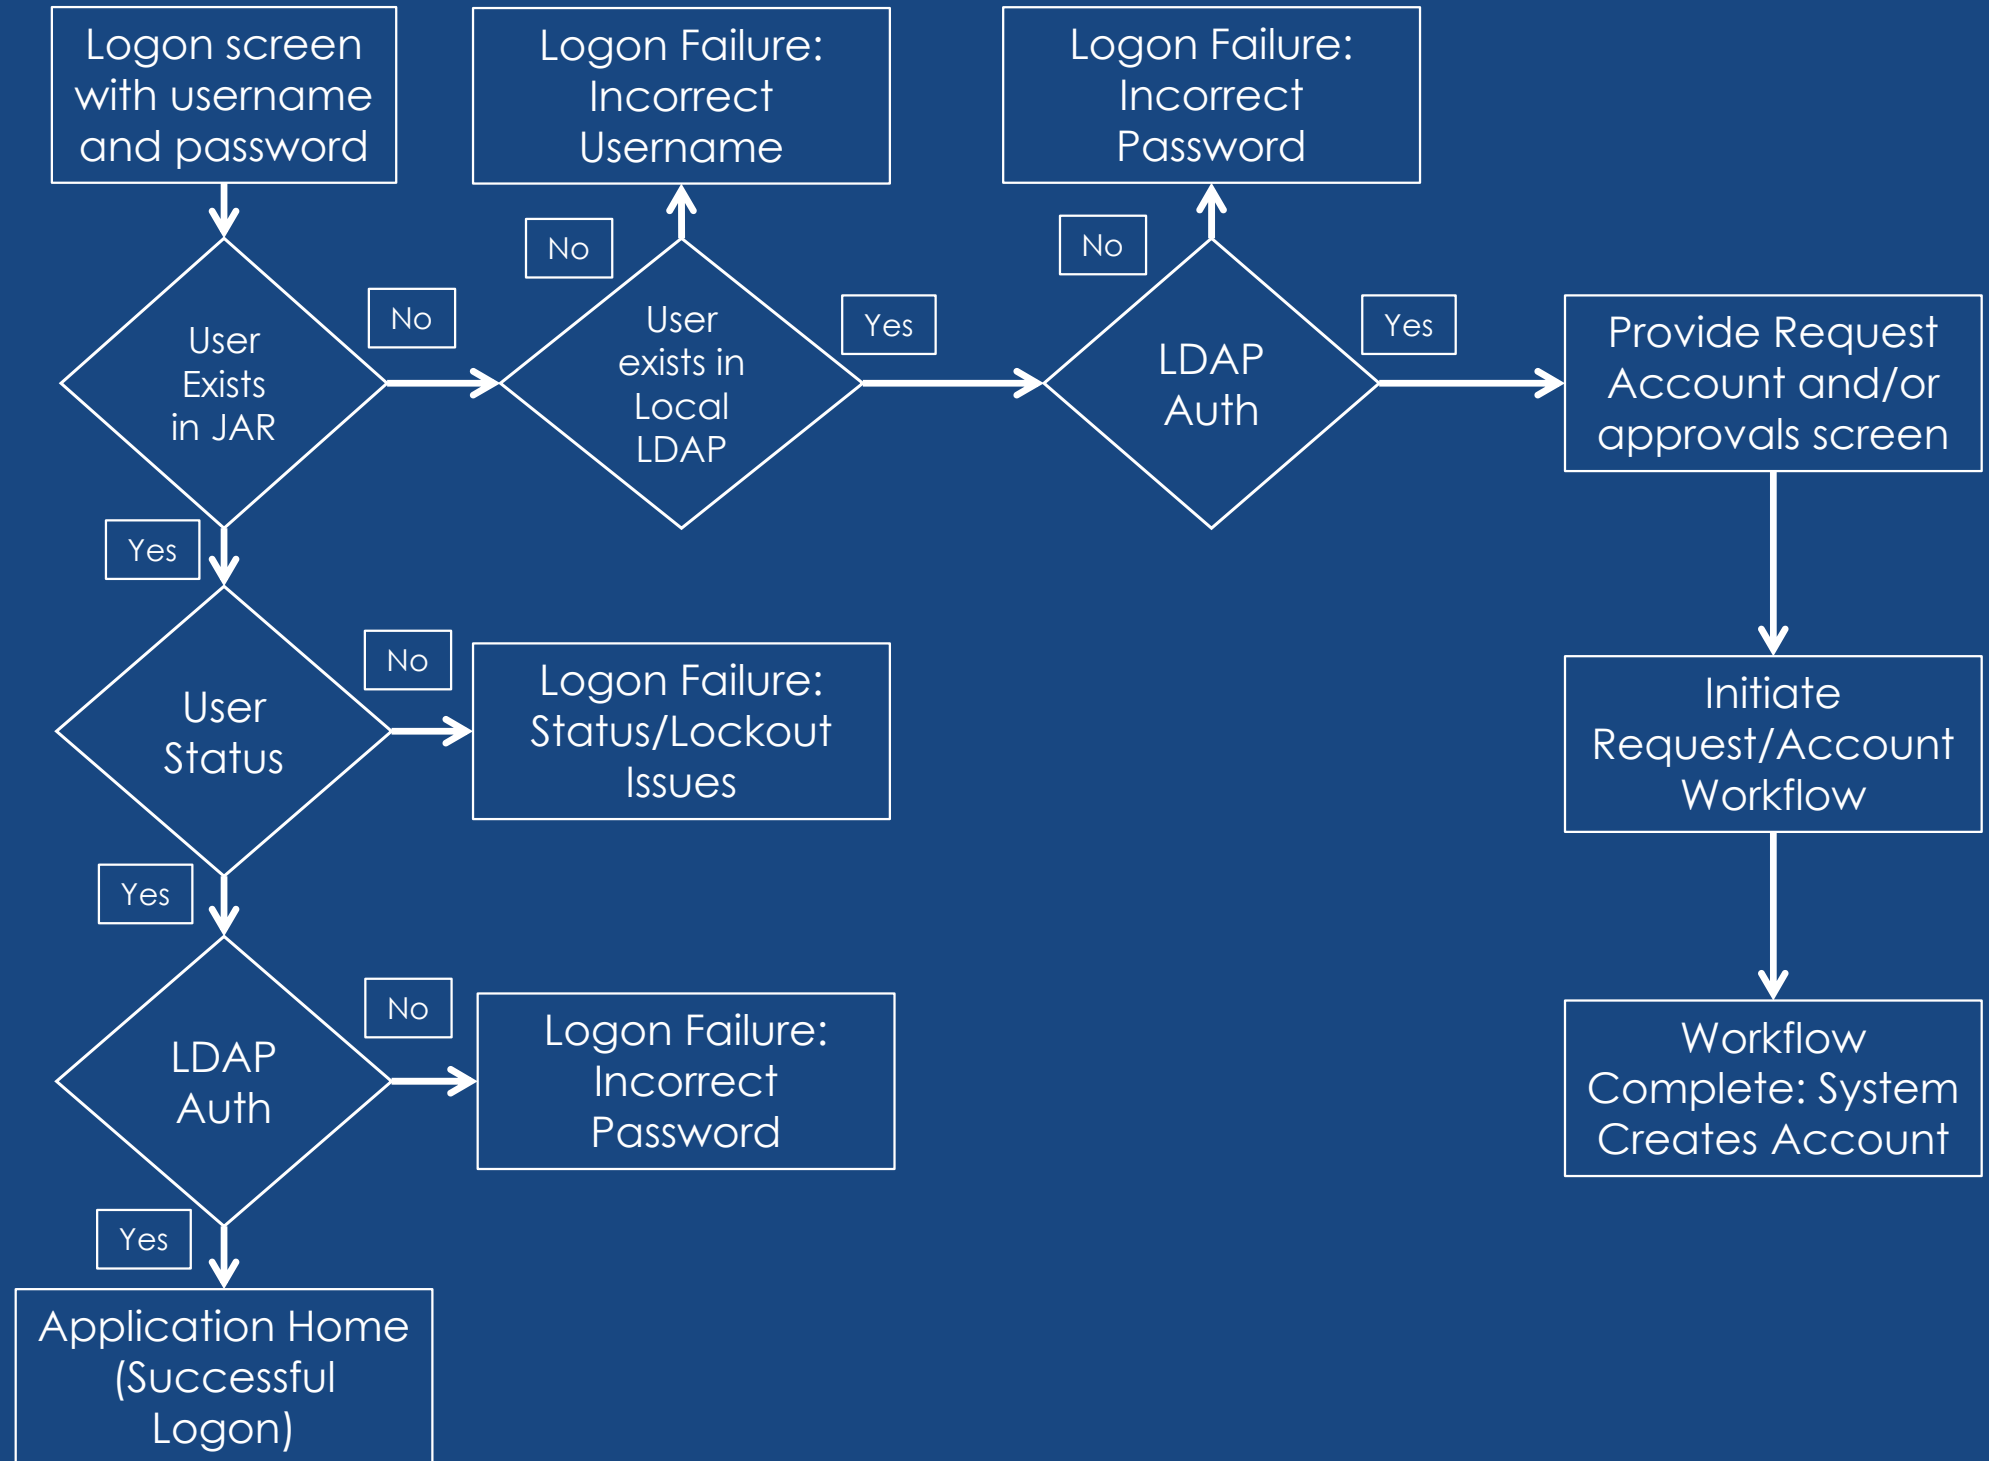 Logon screen
with username
and password
Logon Failure:
Incorrect
Username
Logon Failure:
Incorrect
Password
No
No
User
Exists
in JAR
No
User
exists in
Local
LDAP
Yes
LDAP
Auth
Yes
Provide Request
Account and/or
approvals screen
Yes
User
Status
No
Logon Failure:
Status/Lockout
Issues
Initiate
Request/Account
Workflow
Yes
LDAP
Auth
No
Logon Failure:
Incorrect
Password
Workflow
Complete: System
Creates Account
Yes
Application Home
(Successful
Logon)